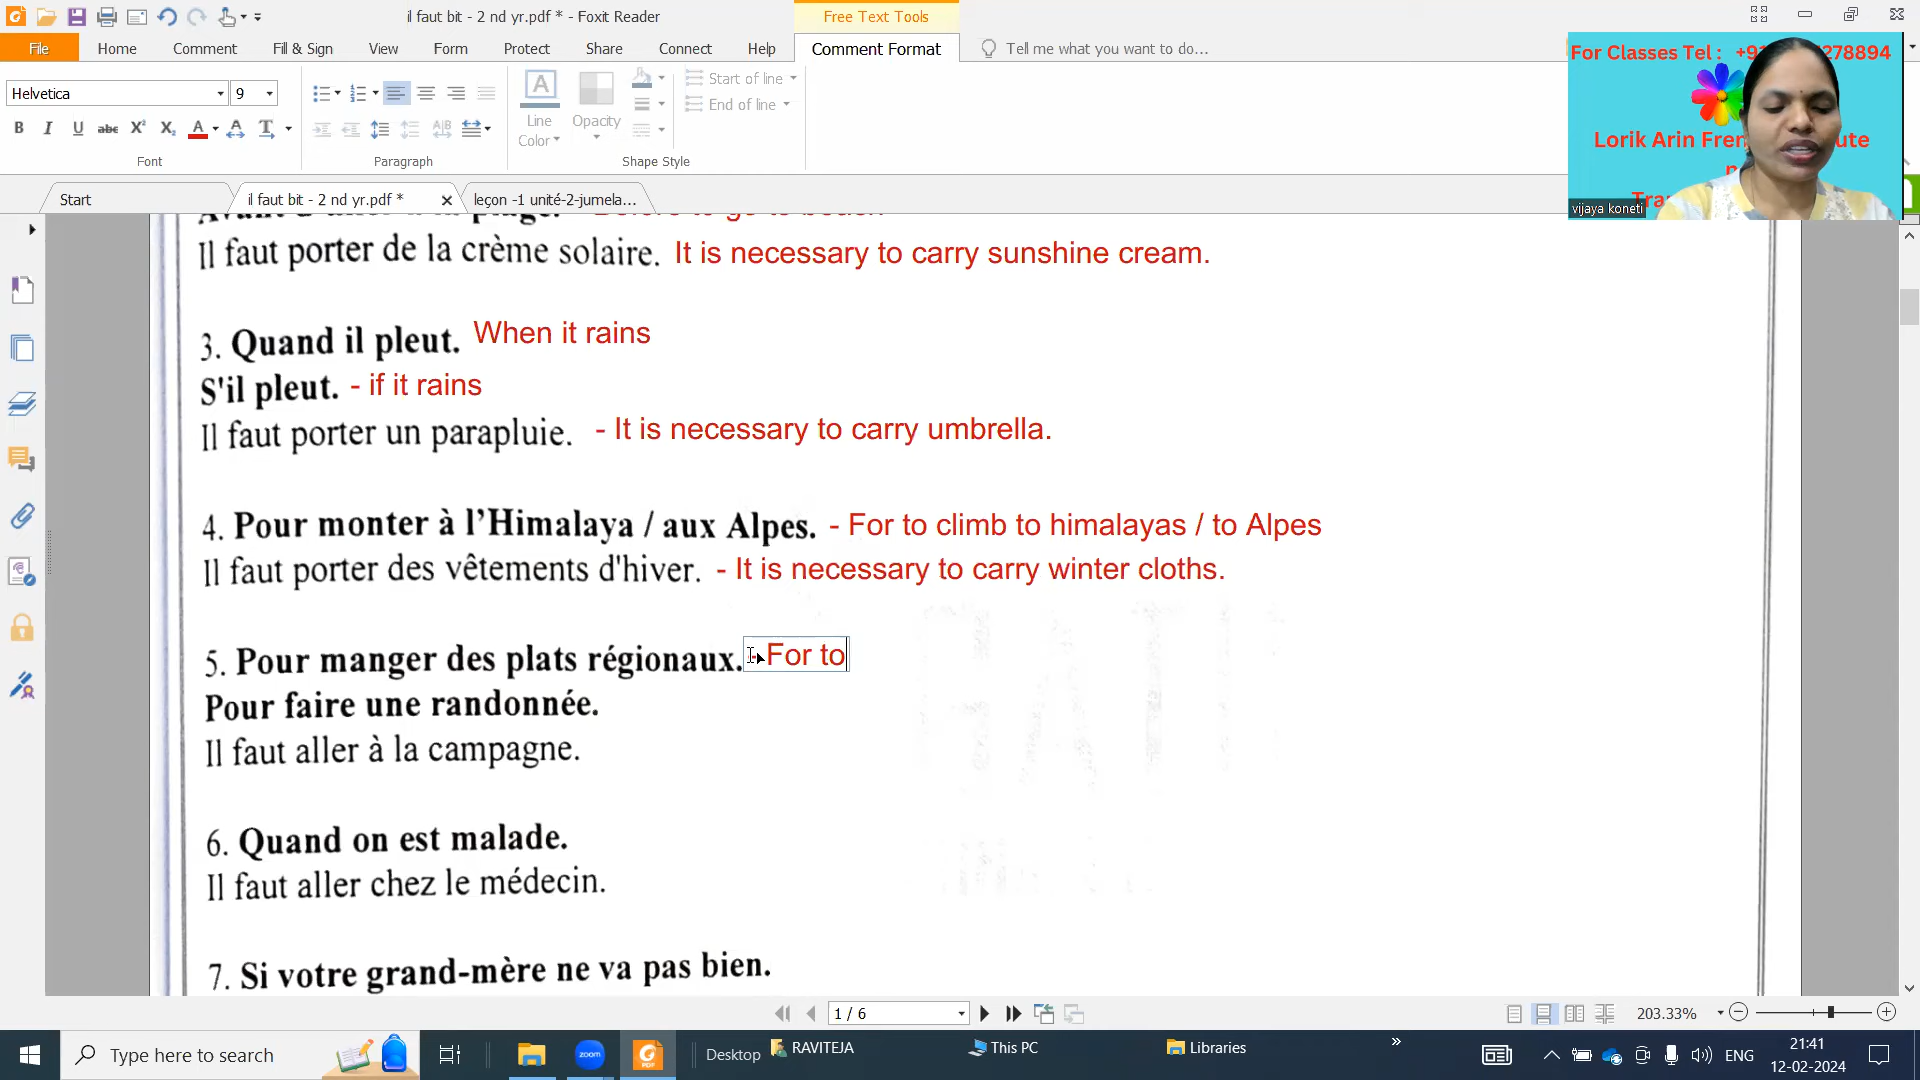 il faut bit - 2 nd yr.pdf * - Foxit Reader
Free Text Tools
File Home Comment Fill & Sign View Form Protect Share Connect Help Comment Format Tell me what you want to do...
Helvetica 9
Start of line
End of line
Line Color
Opacity
Font Paragraph Shape Style
For Classes Tel : +91 278894
Lorik Arin
vijaya koneti
Start il faut bit - 2 nd yr.pdf * leçon -1 unité-2-jumela...
Il faut porter de la crème solaire. It is necessary to carry sunshine cream.
3. Quand il pleut. When it rains
S'il pleut. - if it rains
Il faut porter un parapluie. - It is necessary to carry umbrella.
4. Pour monter à l'Himalaya / aux Alpes. - For to climb to himalayas / to Alpes
Il faut porter des vêtements d'hiver. - It is necessary to carry winter cloths.
5. Pour manger des plats régionaux. - For to
Pour faire une randonnée.
Il faut aller à la campagne.
6. Quand on est malade.
Il faut aller chez le médecin.
7. Si votre grand-mère ne va pas bien.
1 / 6
203.33%
Type here to search
Desktop RAVITEJA This PC Libraries
ENG
21:41
12-02-2024